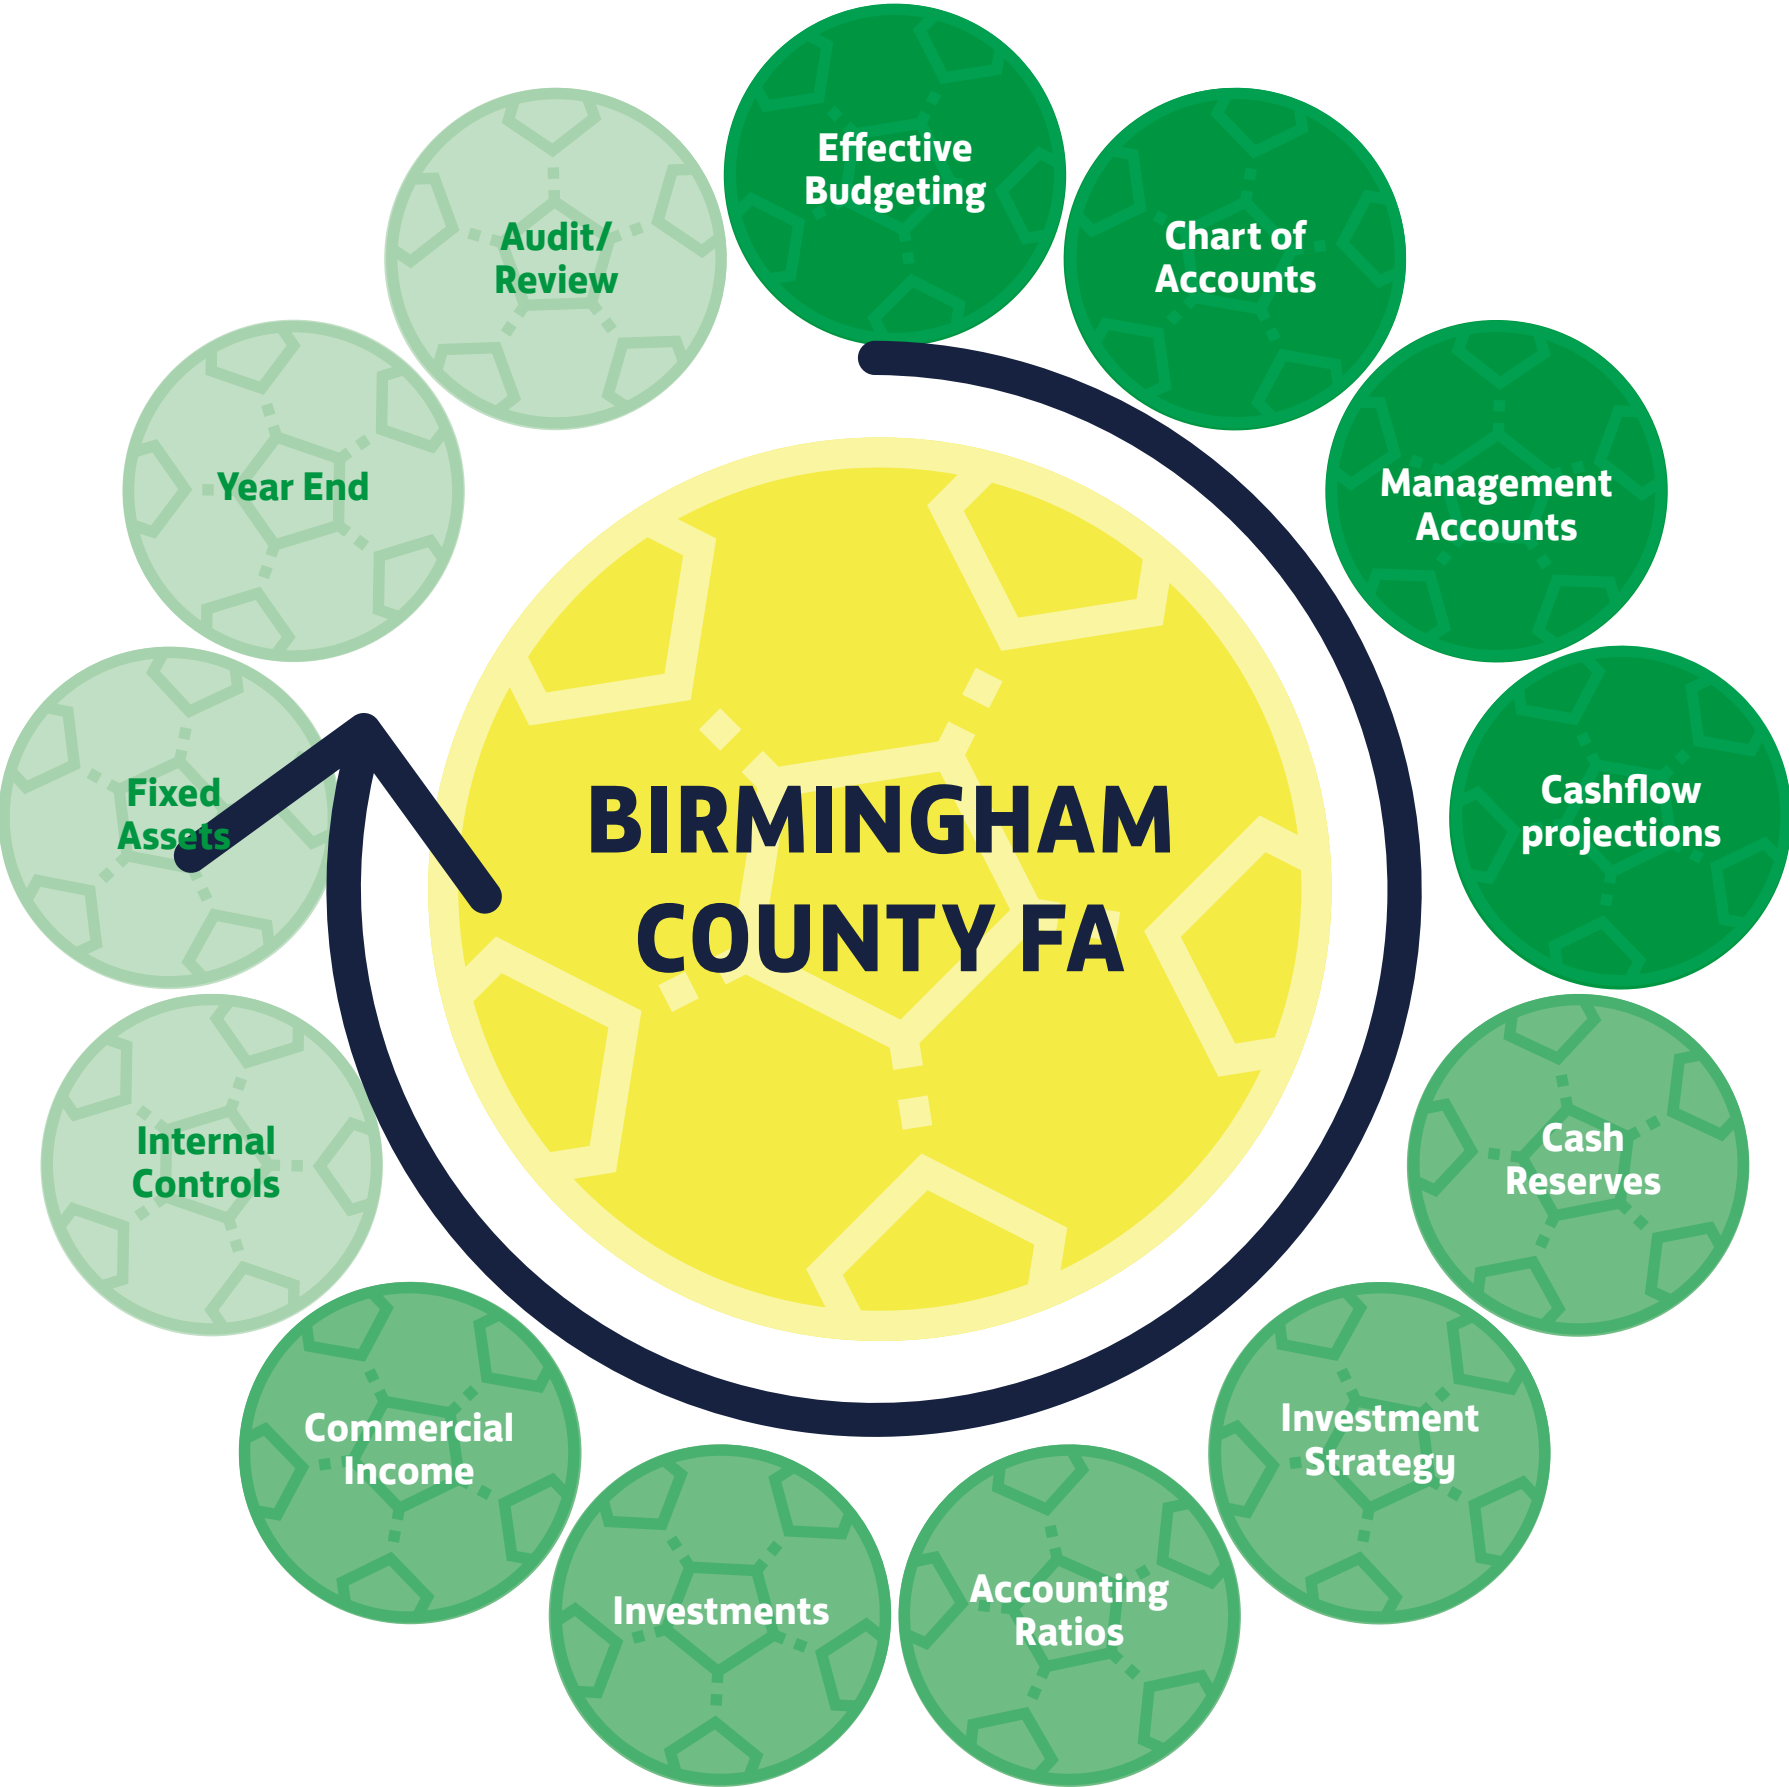 Effective
Budgeting
Chart of
Accounts
Management
Accounts
Cashflow
projections
Cash
Reserves
Investment
Strategy
Accounting
Ratios
Investments
Commercial
Income
Internal
Controls
Fixed
Assets
Year End
Audit/
Review
BIRMINGHAM
COUNTY FA